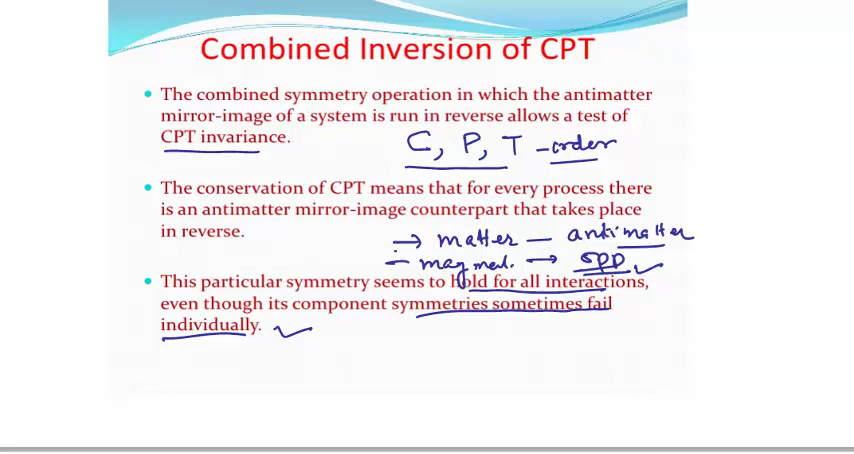 Combined Inversion of CPT
• The combined symmetry operation in which the antimatter
mirror-image of a system is run in reverse allows a test of
CPT invariance.
C, P, T - order
• The conservation of CPT means that for every process there
is an antimatter mirror-image counterpart that takes place
in reverse.
→ matter — antimatter
→ opp
• This particular symmetry seems to hold for all interactions,
even though its component symmetries sometimes fail
individually.